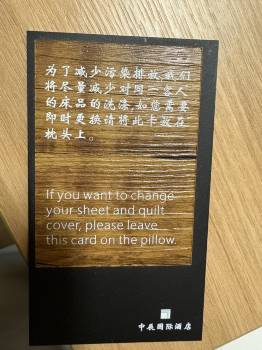 为了减少污染排放,我们
将尽量减少对同一客人
的床品的洗涤,如您需要
即时更换请将此卡放在
枕头上。
If you want to change
your sheet and quilt
cover, please leave
this card on the pillow.
中辰国际酒店